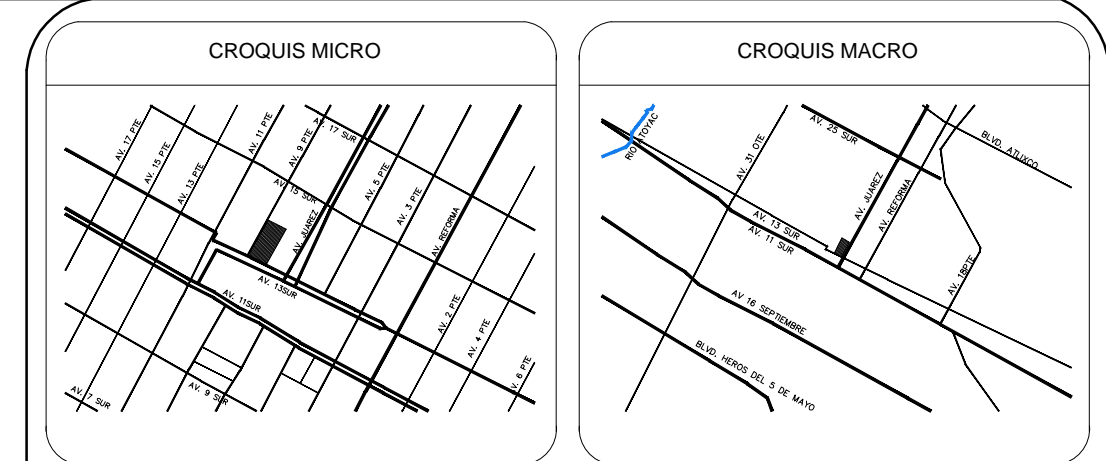 CROQUIS MICRO
AV. 17 PTE
AV. 15 PTE
AV. 13 PTE
AV. 11 PTE
AV. 9 PTE
AV. 17 SUR
AV. 15 SUR
AV. JUAREZ
AV. 5 PTE
AV. 3 PTE
AV. REFORMA
AV. 13SUR
AV. 11SUR
AV. 2 PTE
AV. 4 PTE
AV. 6 PTE
AV. 9 SUR
AV. 7 SUR
CROQUIS MACRO
RIO ATOYAC
AV. 31 OTE
AV. 25 SUR
BLVD. ATLIXCO
AV. JUAREZ
AV. REFORMA
AV. 13 SUR
AV. 11 SUR
AV. 18PTE
AV 16 SEPTIEMBRE
BLVD. HEROS DEL 5 DE MAYO